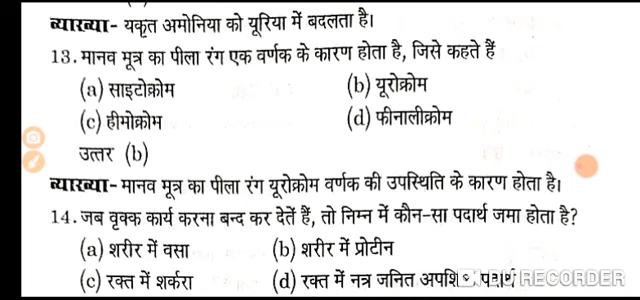 व्याख्या- यकृत अमोनिया को यूरिया में बदलता है।
13. मानव मूत्र का पीला रंग एक वर्णक के कारण होता है, जिसे कहते हैं
(a) साइटोक्रोम (b) यूरोक्रोम
(c) हीमोक्रोम (d) फीनालीक्रोम
उत्तर (b)
व्याख्या- मानव मूत्र का पीला रंग यूरोक्रोम वर्णक की उपस्थिति के कारण होता है।
14. जब वृक्क कार्य करना बन्द कर देतें हैं, तो निम्न में कौन-सा पदार्थ जमा होता है?
(a) शरीर में वसा (b) शरीर में प्रोटीन
(c) रक्त में शर्करा (d) रक्त में नत्र जनित
RECORDER